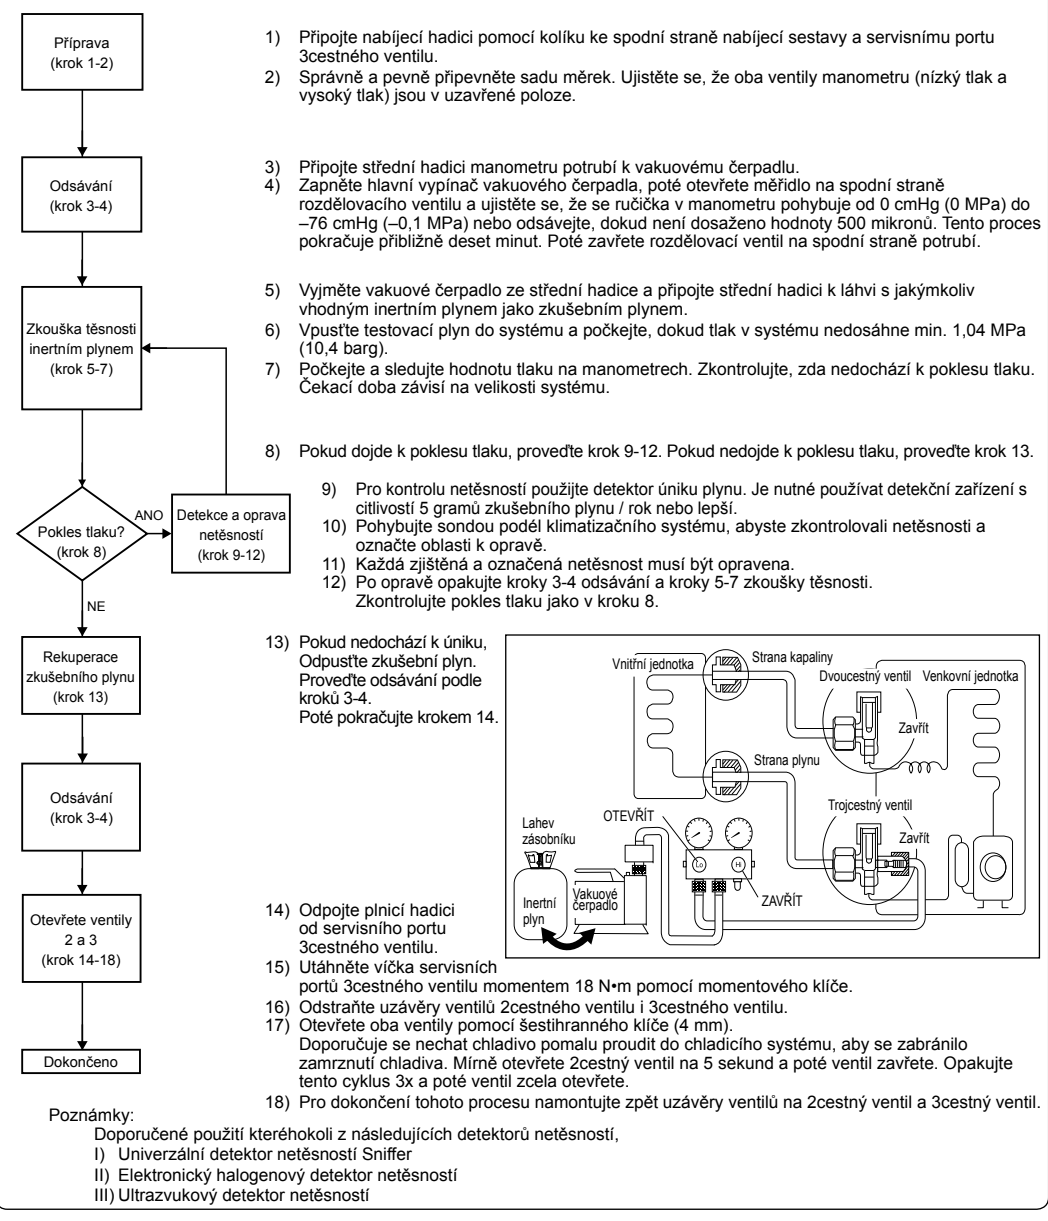 Příprava
(krok 1-2)
1) Připojte nabíjecí hadici pomocí kolíku ke spodní straně nabíjecí sestavy a servisnímu portu
3cestného ventilu.
2) Správně a pevně připevněte sadu měrek. Ujistěte se, že oba ventily manometru (nízký tlak a
vysoký tlak) jsou v uzavřené poloze.
Odsávání
(krok 3-4)
3) Připojte střední hadici manometru potrubí k vakuovému čerpadlu.
4) Zapněte hlavní vypínač vakuového čerpadla, poté otevřete měřidlo na spodní straně
rozdělovacího ventilu a ujistěte se, že se ručička v manometru pohybuje od 0 cmHg (0 MPa) do
–76 cmHg (–0,1 MPa) nebo odsávejte, dokud není dosaženo hodnoty 500 mikronů. Tento proces
pokračuje přibližně deset minut. Poté zavřete rozdělovací ventil na spodní straně potrubí.
Zkouška těsnosti
inertním plynem
(krok 5-7)
5) Vyjměte vakuové čerpadlo ze střední hadice a připojte střední hadici k láhvi s jakýmkoliv
vhodným inertním plynem jako zkušebním plynem.
6) Vpusťte testovací plyn do systému a počkejte, dokud tlak v systému nedosáhne min. 1,04 MPa
(10,4 barg).
7) Počkejte a sledujte hodnotu tlaku na manometrech. Zkontrolujte, zda nedochází k poklesu tlaku.
Čekací doba závisí na velikosti systému.
8) Pokud dojde k poklesu tlaku, proveďte krok 9-12. Pokud nedojde k poklesu tlaku, proveďte krok 13.
Pokles tlaku?
(krok 8)
ANO
NE
Detekce a oprava
netěsností
(krok 9-12)
9) Pro kontrolu netěsností použijte detektor úniku plynu. Je nutné používat detekční zařízení s
citlivostí 5 gramů zkušebního plynu / rok nebo lepší.
10) Pohybujte sondou podél klimatizačního systému, abyste zkontrolovali netěsnosti a
označte oblasti k opravě.
11) Každá zjištěná a označená netěsnost musí být opravena.
12) Po opravě opakujte kroky 3-4 odsávání a kroky 5-7 zkoušky těsnosti.
Zkontrolujte pokles tlaku jako v kroku 8.
Rekuperace
zkušebního plynu
(krok 13)
13) Pokud nedochází k úniku,
Odpusťte zkušební plyn.
Proveďte odsávání podle
kroků 3-4.
Poté pokračujte krokem 14.
Vnitřní jednotka
Strana kapaliny
Dvoucestný ventil
Venkovní jednotka
Zavřít
Strana plynu
Trojcestný ventil
Zavřít
OTEVŘÍT
Lo
Hi
ZAVŘÍT
Lahev
zásobníku
Inertní
plyn
Vakuové
čerpadlo
Odsávání
(krok 3-4)
Otevřete ventily
2 a 3
(krok 14-18)
14) Odpojte plnicí hadici
od servisního portu
3cestného ventilu.
15) Utáhněte víčka servisních
portů 3cestného ventilu momentem 18 N•m pomocí momentového klíče.
16) Odstraňte uzávěry ventilů 2cestného ventilu i 3cestného ventilu.
17) Otevřete oba ventily pomocí šestihranného klíče (4 mm).
Doporučuje se nechat chladivo pomalu proudit do chladicího systému, aby se zabránilo
zamrznutí chladiva. Mírně otevřete 2cestný ventil na 5 sekund a poté ventil zavřete. Opakujte
tento cyklus 3x a poté ventil zcela otevřete.
18) Pro dokončení tohoto procesu namontujte zpět uzávěry ventilů na 2cestný ventil a 3cestný ventil.
Dokončeno
Poznámky:
Doporučené použití kteréhokoli z následujících detektorů netěsností,
I) Univerzální detektor netěsností Sniffer
II) Elektronický halogenový detektor netěsností
III) Ultrazvukový detektor netěsností